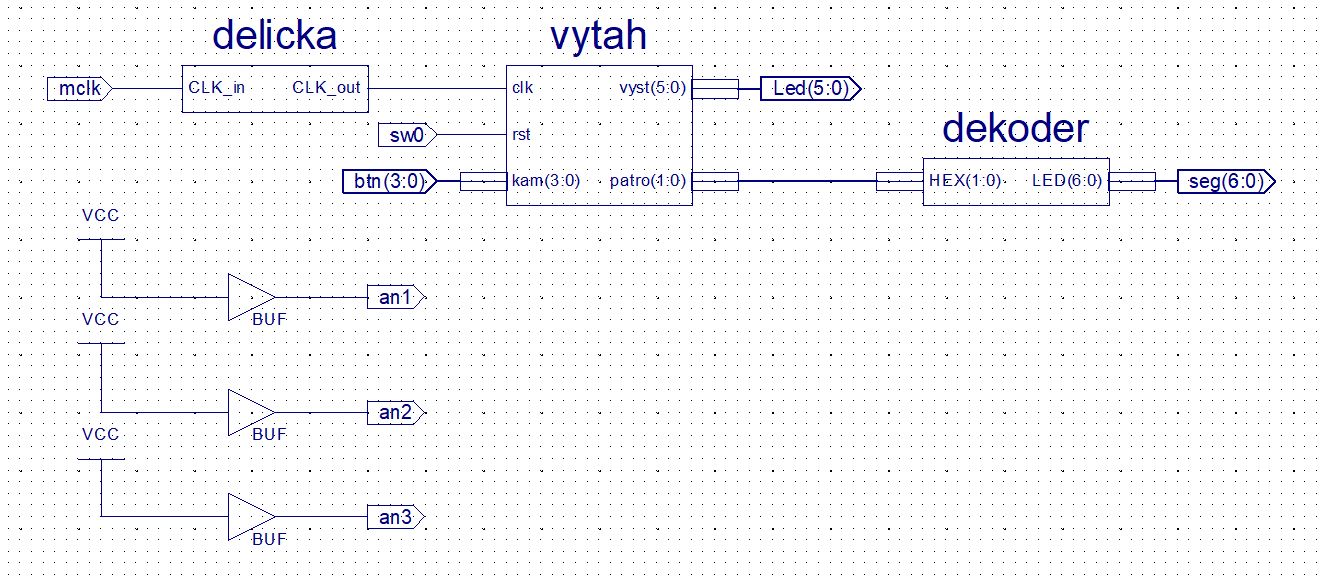 delicka
vytah
mclk
CLK_in
CLK_out
clk
vyst(5:0)
Led(5:0)
sw0
rst
dekoder
btn(3:0)
kam(3:0)
patro(1:0)
HEX(1:0)
LED(6:0)
seg(6:0)
VCC
an1
BUF
VCC
an2
BUF
VCC
an3
BUF